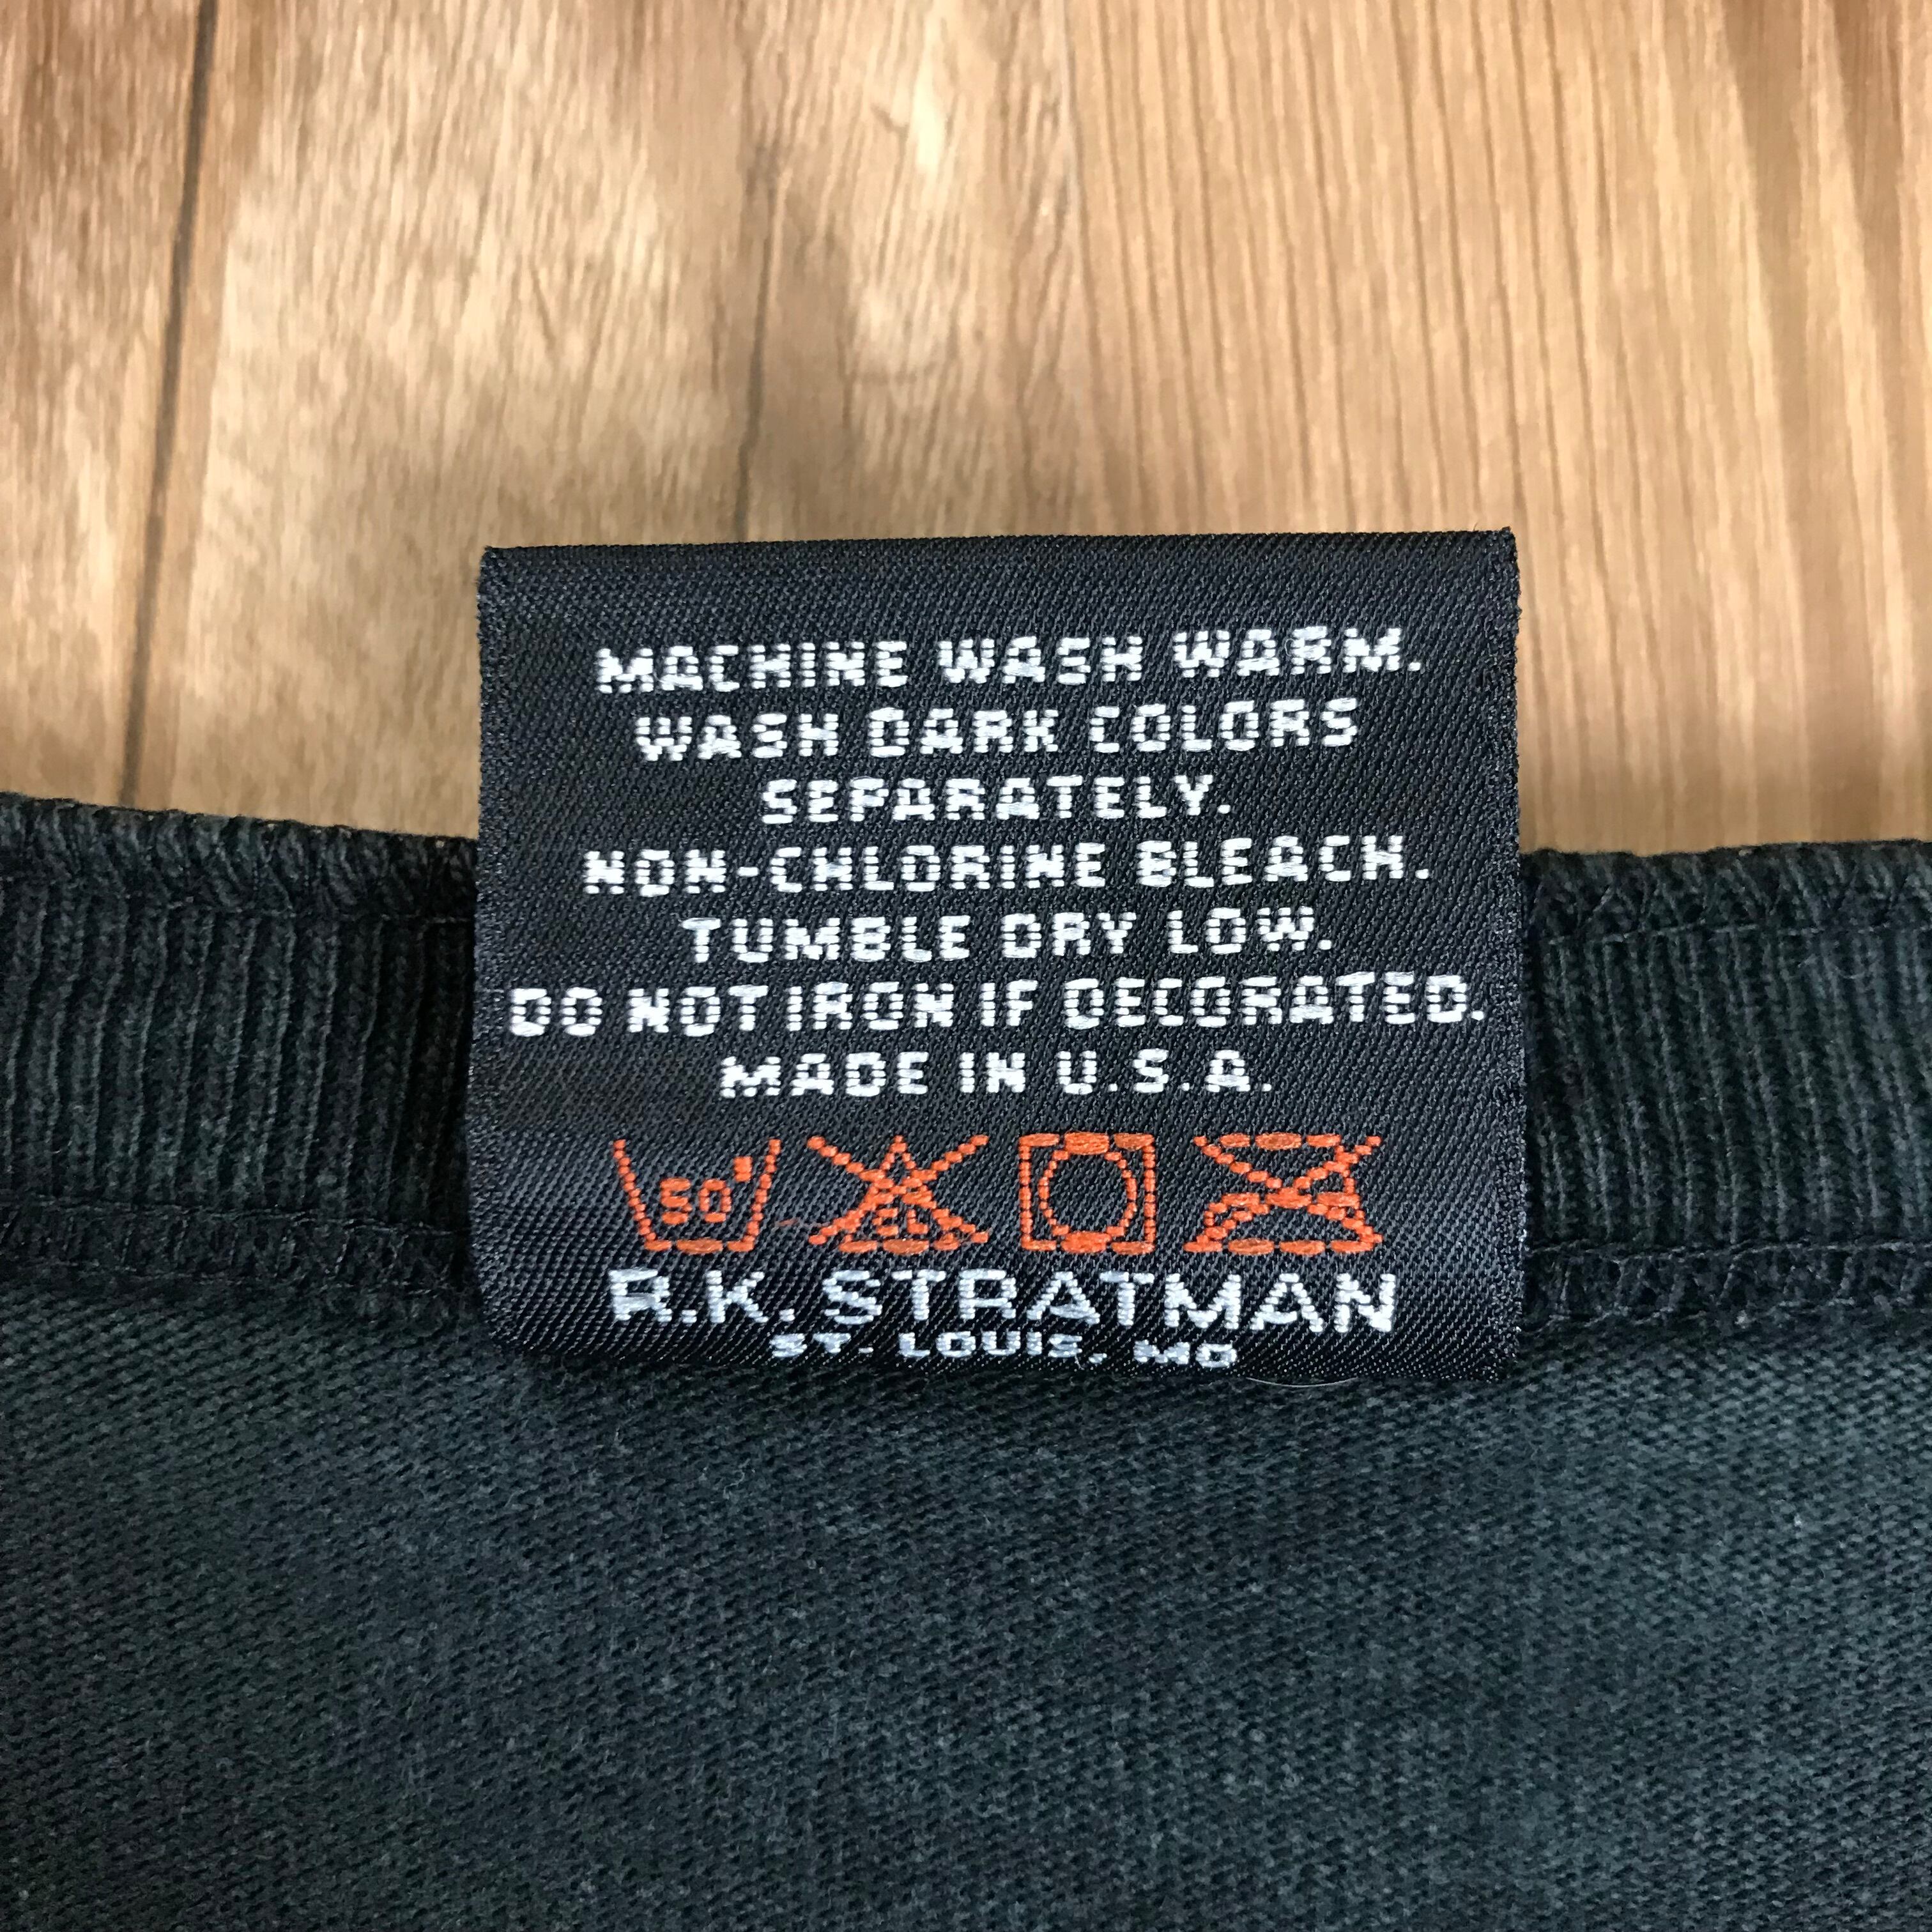 MACHINE WASH WARM.
WASH DARK COLORS
SEPARATELY.
NON-CHLORINE BLEACH.
TUMBLE DRY LOW.
DO NOT IRON IF DECORATED.
MADE IN U.S.A.
50° CL
R.K. STRATMAN
ST. LOUIS, MO